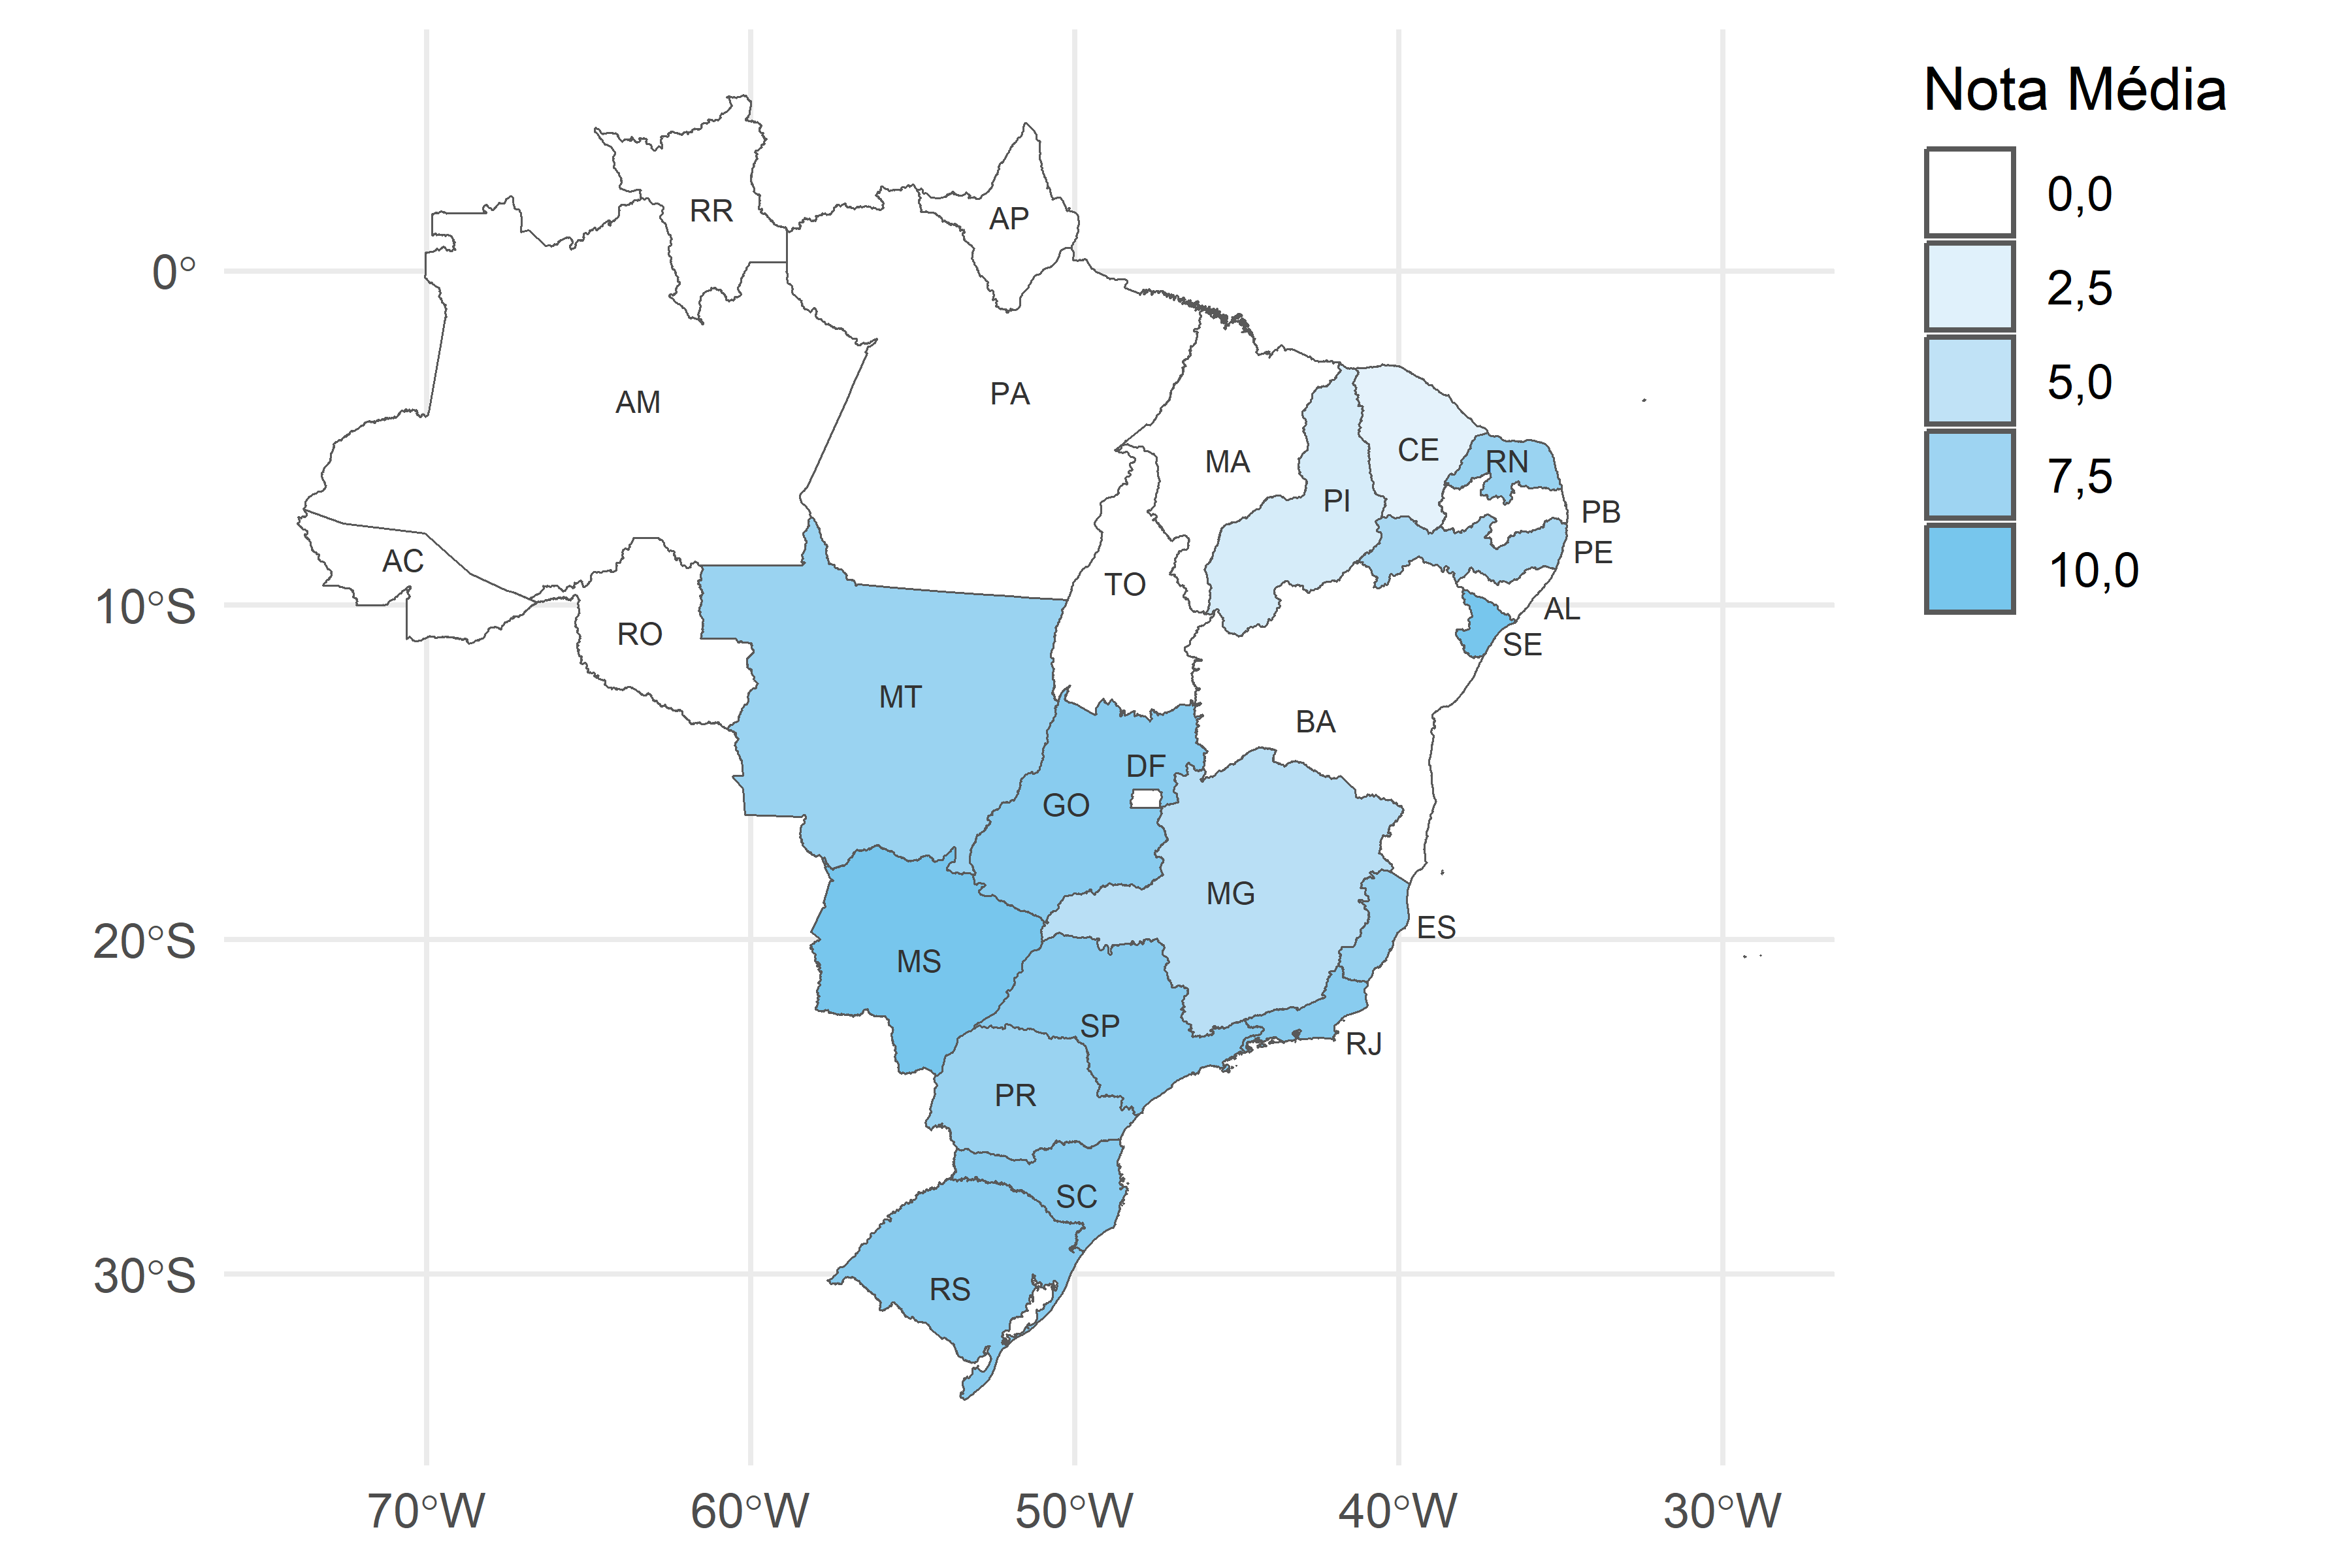 Nota Média
0,0
2,5
5,0
7,5
10,0
RR
AP
0°
AM
PA
MA
CE
RN
PI
PB
PE
AC
TO
10°S
AL
RO
SE
MT
BA
DF
GO
MG
ES
20°S
MS
SP
RJ
PR
SC
30°S
RS
70°W
60°W
50°W
40°W
30°W